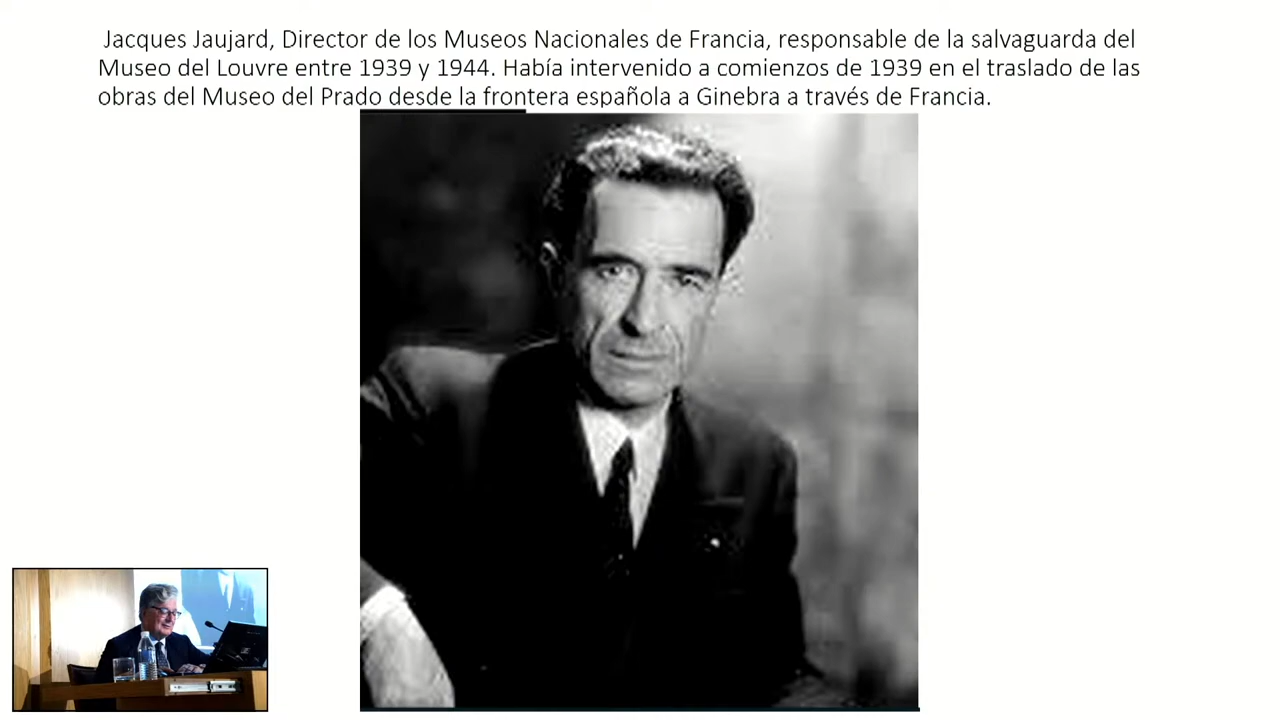 Jacques Jaujard, Director de los Museos Nacionales de Francia, responsable de la salvaguarda del
Museo del Louvre entre 1939 y 1944. Había intervenido a comienzos de 1939 en el traslado de las
obras del Museo del Prado desde la frontera española a Ginebra a través de Francia.